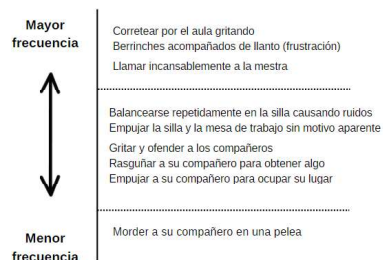 Mayor
frecuencia
Corretear por el aula gritando
Berrinches acompañados de llanto (frustración)
Llamar incansablemente a la mestra
Balancearse repetidamente en la silla causando ruidos
Empujar la silla y la mesa de trabajo sin motivo aparente
Gritar y ofender a los compañeros
Rasguñar a su compañero para obtener algo
Empujar a su compañero para ocupar su lugar
Menor
frecuencia
Morder a su compañero en una pelea